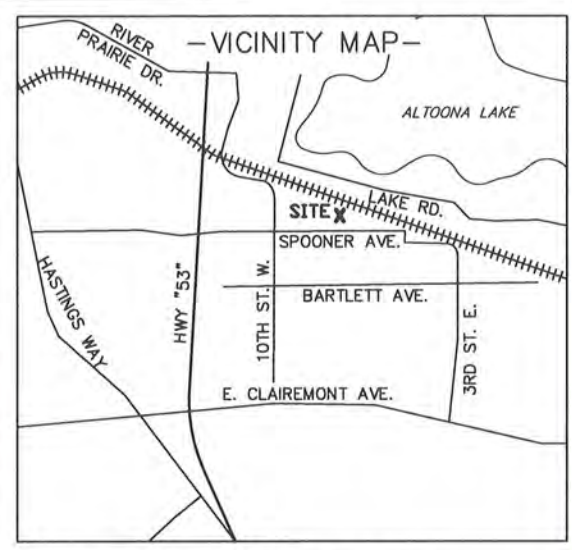 -VICINITY MAP-
RIVER
PRAIRIE DR.
ALTOONA LAKE
LAKE RD.
SITE X
SPOONER AVE.
HASTINGS WAY
HWY "53"
10TH ST. W.
BARTLETT AVE.
3RD ST. E.
E. CLAIREMONT AVE.